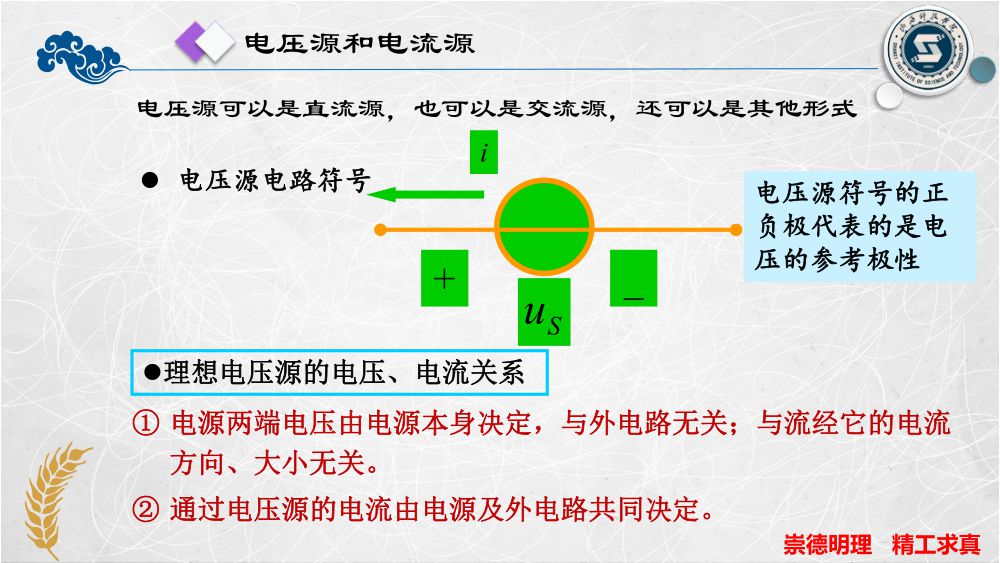 电压源和电流源
电压源可以是直流源，也可以是交流源，还可以是其他形式
i
● 电压源电路符号
电压源符号的正
负极代表的是电
压的参考极性
+
−
uS
●理想电压源的电压、电流关系
① 电源两端电压由电源本身决定，与外电路无关；与流经它的电流
方向、大小无关。
② 通过电压源的电流由电源及外电路共同决定。
崇德明理 精工求真